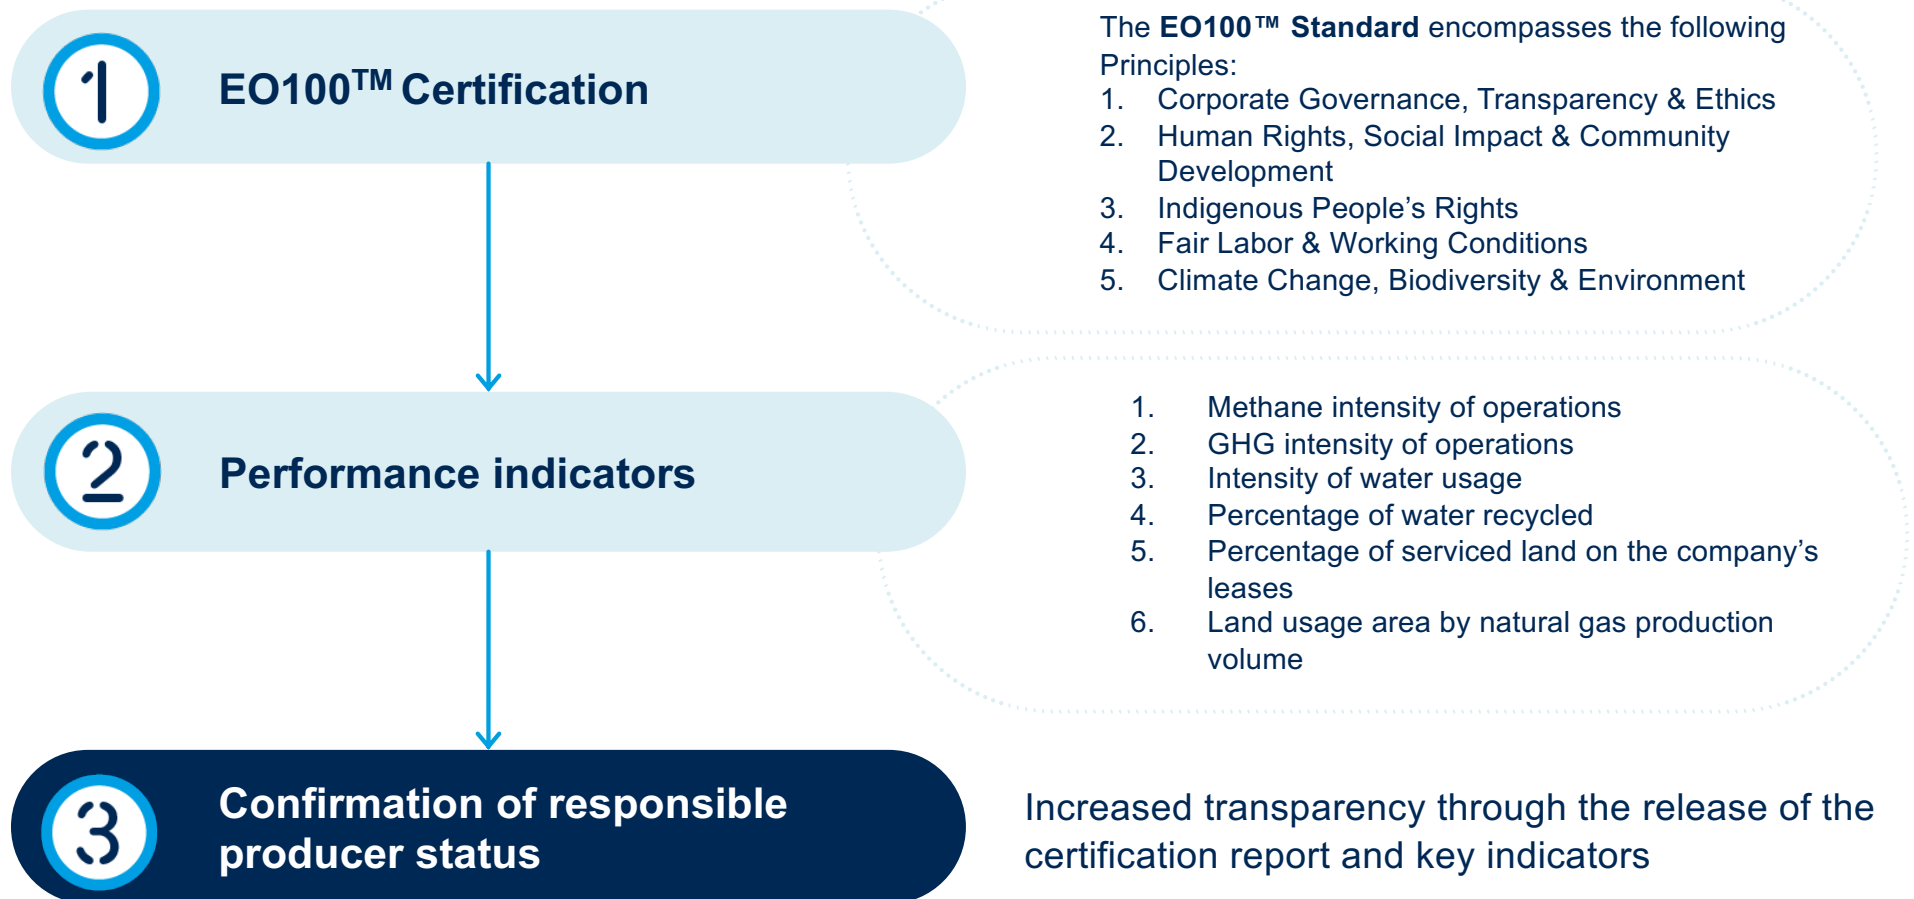 1
EO100™ Certification
The EO100™ Standard encompasses the following
Principles:
1. Corporate Governance, Transparency & Ethics
2. Human Rights, Social Impact & Community
Development
3. Indigenous People’s Rights
4. Fair Labor & Working Conditions
5. Climate Change, Biodiversity & Environment
2
Performance indicators
1. Methane intensity of operations
2. GHG intensity of operations
3. Intensity of water usage
4. Percentage of water recycled
5. Percentage of serviced land on the company’s
leases
6. Land usage area by natural gas production
volume
3
Confirmation of responsible
producer status
Increased transparency through the release of the
certification report and key indicators